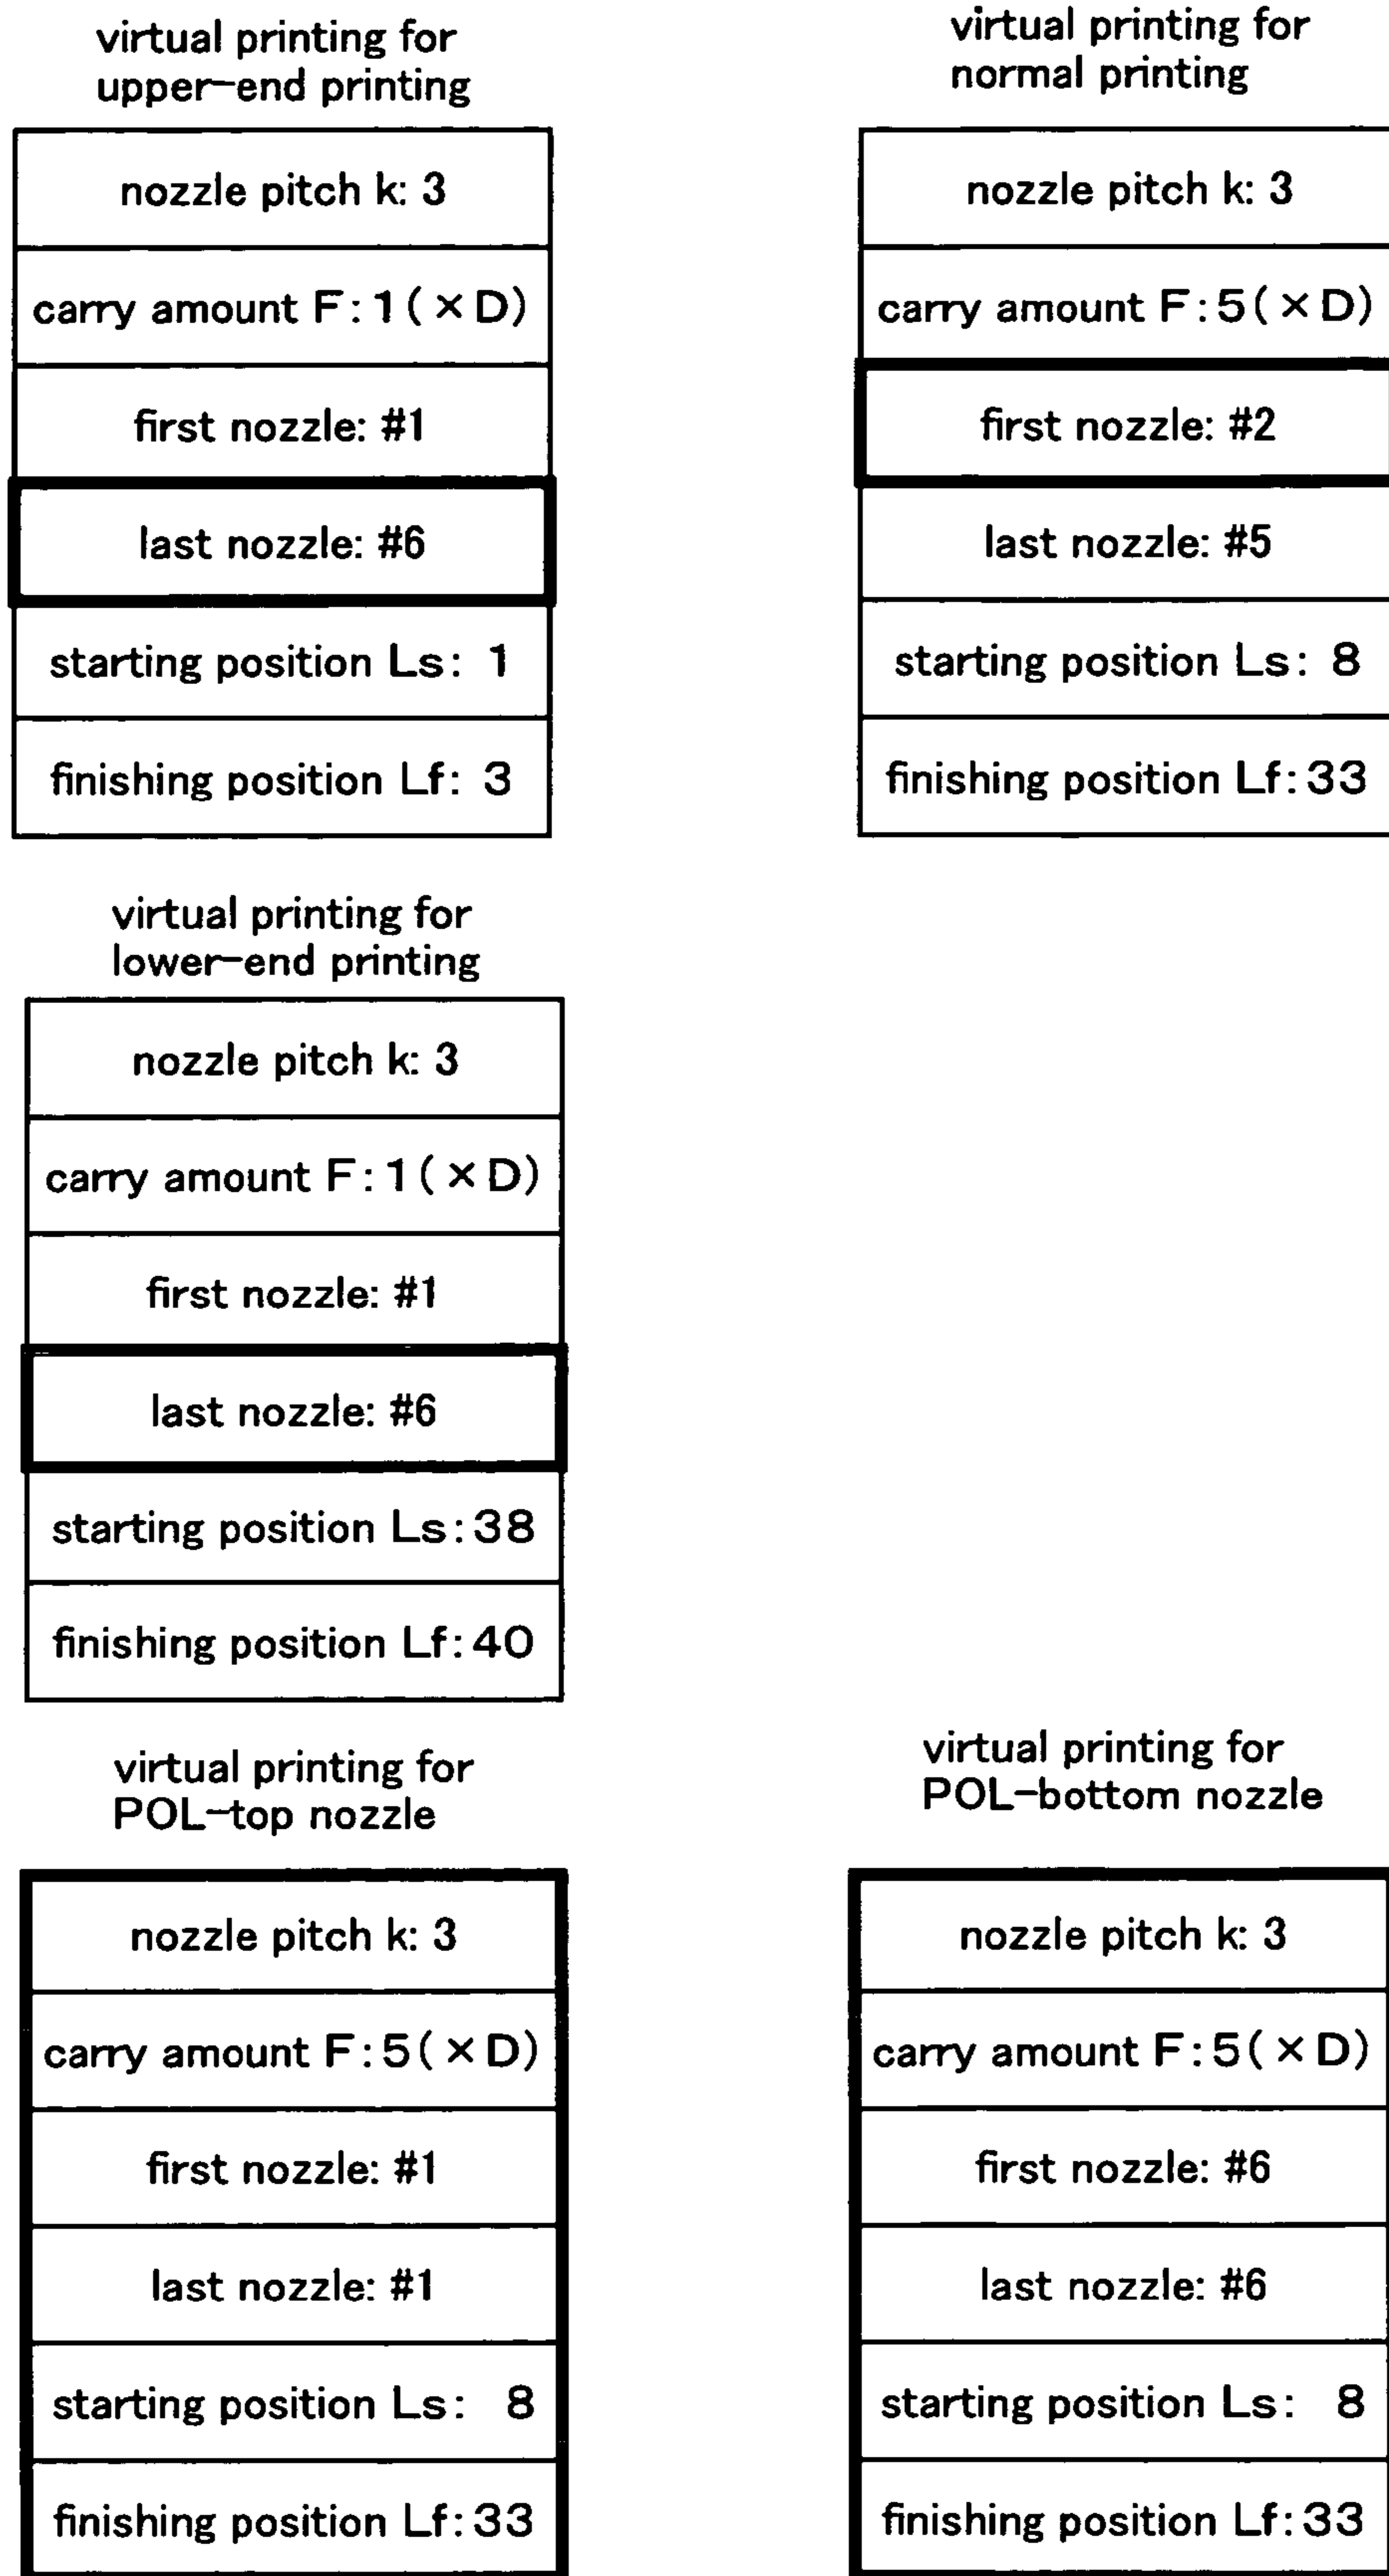 virtual printing for
upper-end printing
nozzle pitch k: 3
carry amount F:1(×D)
first nozzle: #1
last nozzle: #6
starting position Ls: 1
finishing position Lf: 3
virtual printing for
normal printing
nozzle pitch k: 3
carry amount F:5(×D)
first nozzle: #2
last nozzle: #5
starting position Ls: 8
finishing position Lf:33
virtual printing for
lower-end printing
nozzle pitch k: 3
carry amount F:1(×D)
first nozzle: #1
last nozzle: #6
starting position Ls:38
finishing position Lf:40
virtual printing for
POL-top nozzle
nozzle pitch k: 3
carry amount F:5(×D)
first nozzle: #1
last nozzle: #1
starting position Ls: 8
finishing position Lf:33
virtual printing for
POL-bottom nozzle
nozzle pitch k: 3
carry amount F:5(×D)
first nozzle: #6
last nozzle: #6
starting position Ls: 8
finishing position Lf:33